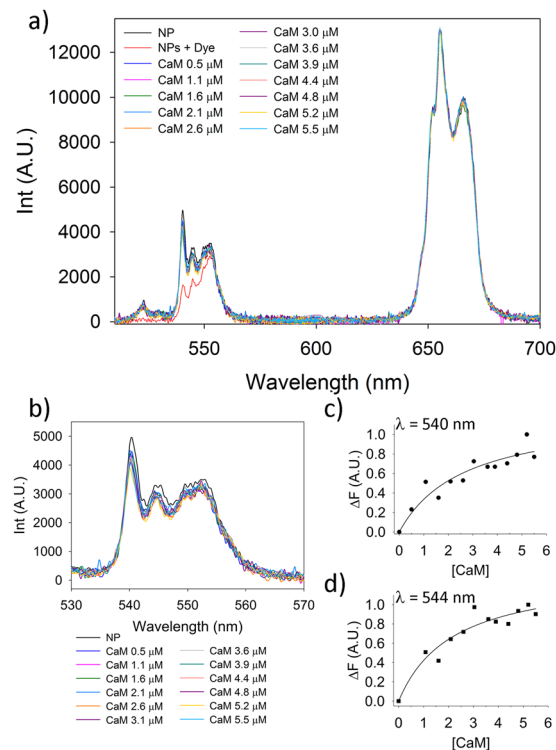 a)
NP
NPs + Dye
CaM 0.5 μM
CaM 1.1 μM
CaM 1.6 μM
CaM 2.1 μM
CaM 2.6 μM
CaM 3.0 μM
CaM 3.6 μM
CaM 3.9 μM
CaM 4.4 μM
CaM 4.8 μM
CaM 5.2 μM
CaM 5.5 μM
Int (A.U.)
12000
10000
8000
6000
4000
2000
0
550 600 650 700
Wavelength (nm)
b)
Int (A.U.)
5000
4000
3000
2000
1000
0
530 540 550 560 570
Wavelength (nm)
NP
CaM 0.5 μM
CaM 1.1 μM
CaM 1.6 μM
CaM 2.1 μM
CaM 2.6 μM
CaM 3.1 μM
CaM 3.6 μM
CaM 3.9 μM
CaM 4.4 μM
CaM 4.8 μM
CaM 5.2 μM
CaM 5.5 μM
c)
λ = 540 nm
ΔF (A.U.)
1.0
0.8
0.6
0.4
0.2
0.0
0 1 2 3 4 5 6
[CaM]
d)
λ = 544 nm
ΔF (A.U.)
1.0
0.8
0.6
0.4
0.2
0.0
0 1 2 3 4 5 6
[CaM]